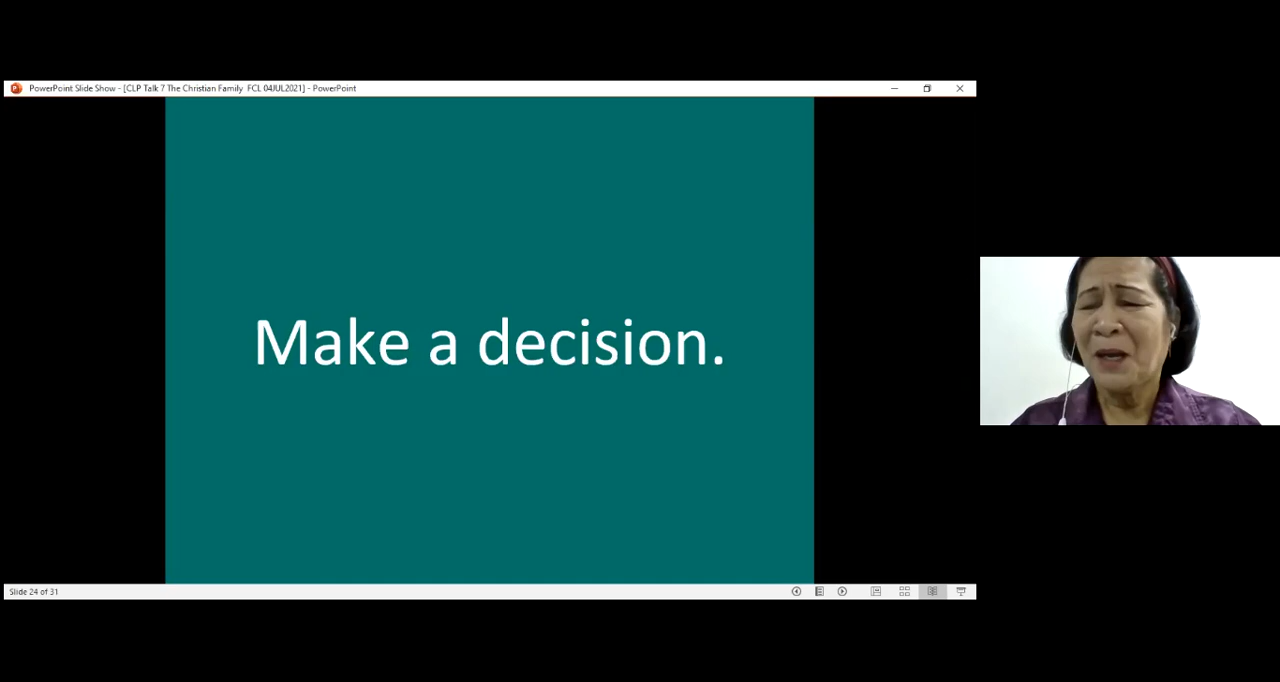 PowerPoint Slide Show - [CLP Talk 7 The Christian Family  FCL 04JUL2021] - PowerPoint
Make a decision.
Slide 24 of 31